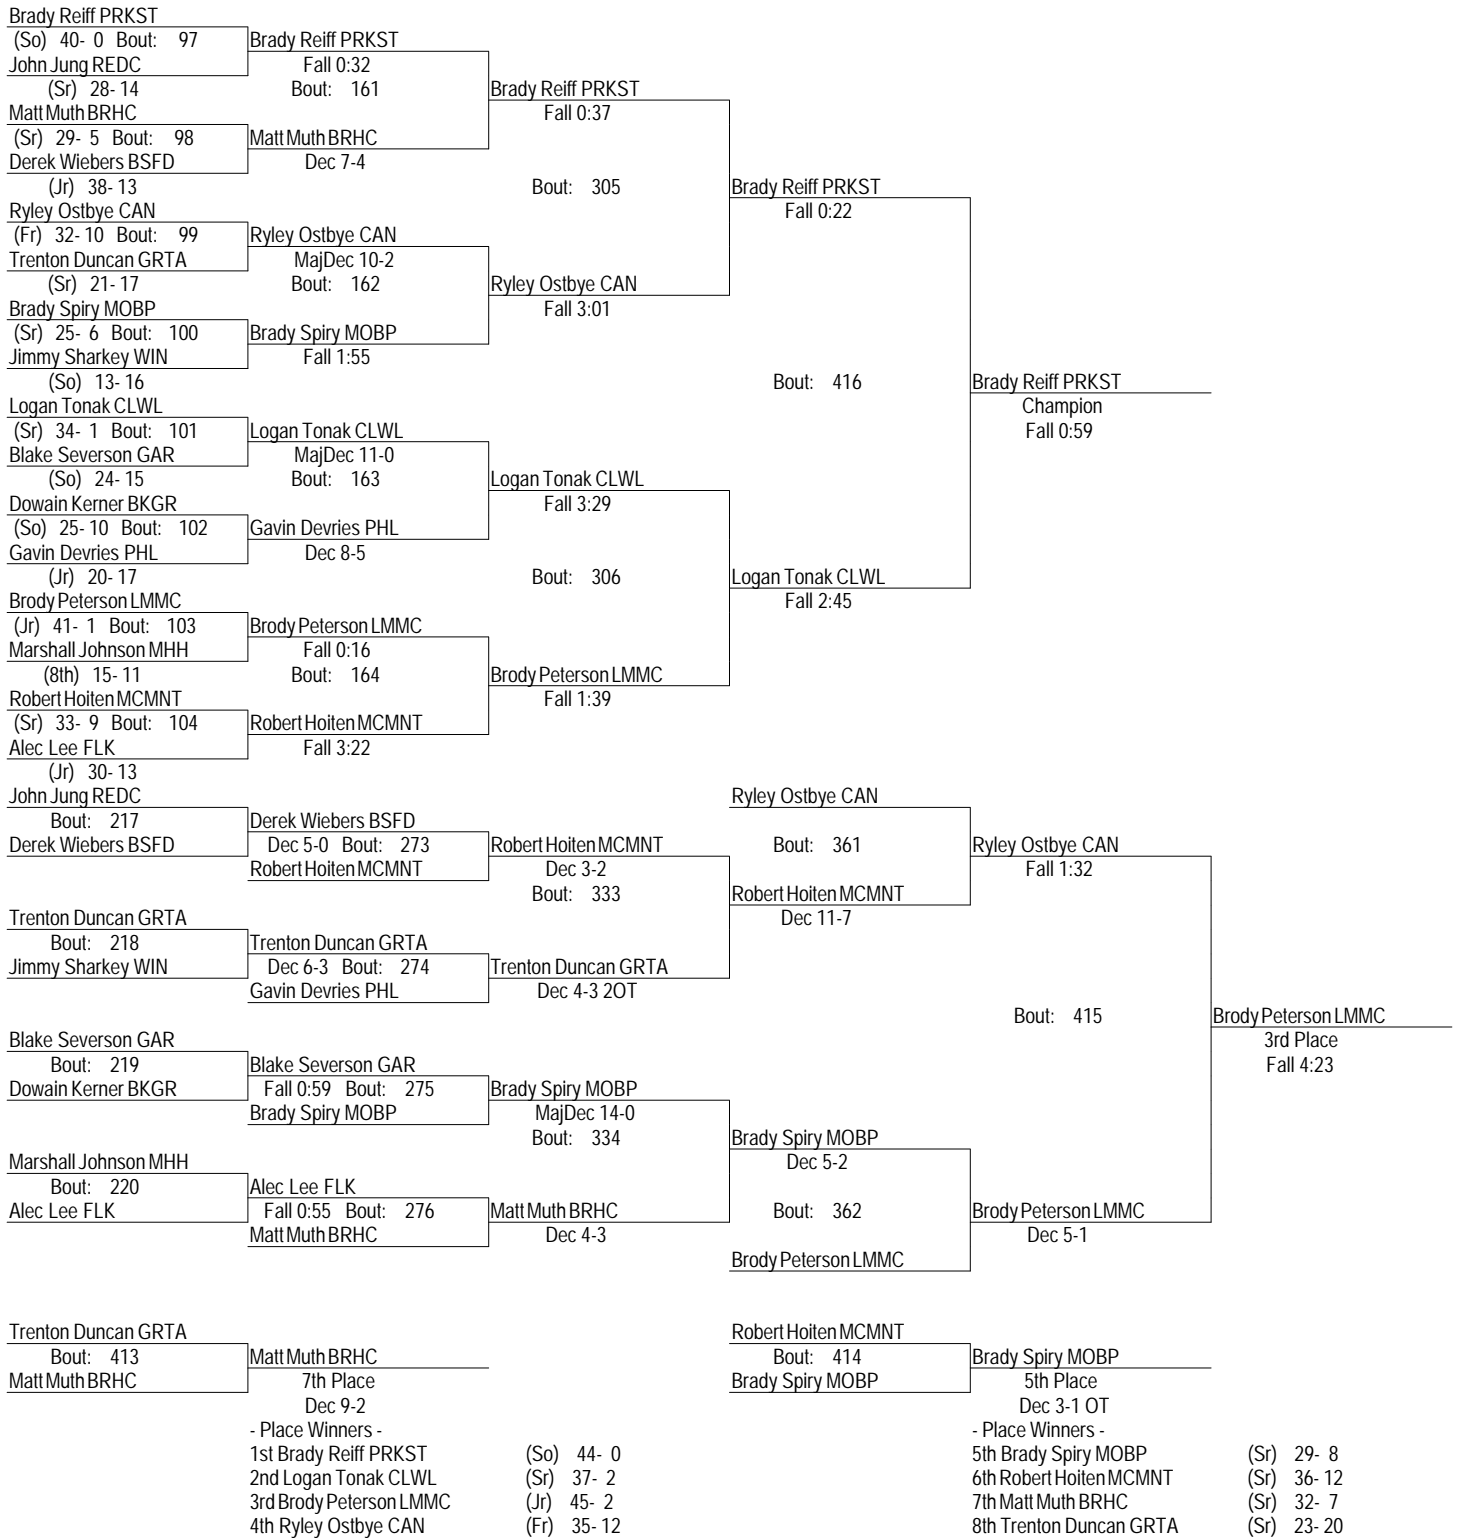 Brady Reiff PRKST
(So) 40- 0 Bout: 97
John Jung REDC
(Sr) 28- 14
Matt Muth BRHC
(Sr) 29- 5 Bout: 98
Derek Wiebers BSFD
(Jr) 38- 13
Ryley Ostbye CAN
(Fr) 32- 10 Bout: 99
Trenton Duncan GRTA
(Sr) 21- 17
Brady Spiry MOBP
(Sr) 25- 6 Bout: 100
Jimmy Sharkey WIN
(So) 13- 16
Logan Tonak CLWL
(Sr) 34- 1 Bout: 101
Blake Severson GAR
(So) 24- 15
Dowain Kerner BKGR
(So) 25- 10 Bout: 102
Gavin Devries PHL
(Jr) 20- 17
Brody Peterson LMMC
(Jr) 41- 1 Bout: 103
Marshall Johnson MHH
(8th) 15- 11
Robert Hoiten MCMNT
(Sr) 33- 9 Bout: 104
Alec Lee FLK
(Jr) 30- 13
Brady Reiff PRKST
Fall 0:32
Bout: 161
Matt Muth BRHC
Dec 7-4
Ryley Ostbye CAN
MajDec 10-2
Bout: 162
Brady Spiry MOBP
Fall 1:55
Logan Tonak CLWL
MajDec 11-0
Bout: 163
Gavin Devries PHL
Dec 8-5
Brody Peterson LMMC
Fall 0:16
Bout: 164
Robert Hoiten MCMNT
Fall 3:22
Brady Reiff PRKST
Fall 0:37
Bout: 305
Ryley Ostbye CAN
Fall 3:01
Logan Tonak CLWL
Fall 3:29
Bout: 306
Brody Peterson LMMC
Fall 1:39
Brady Reiff PRKST
Fall 0:22
Bout: 416
Logan Tonak CLWL
Fall 2:45
Brady Reiff PRKST
Champion
Fall 0:59
John Jung REDC
Bout: 217
Derek Wiebers BSFD
Trenton Duncan GRTA
Bout: 218
Jimmy Sharkey WIN
Blake Severson GAR
Bout: 219
Dowain Kerner BKGR
Marshall Johnson MHH
Bout: 220
Alec Lee FLK
Derek Wiebers BSFD
Dec 5-0 Bout: 273
Robert Hoiten MCMNT
Trenton Duncan GRTA
Dec 6-3 Bout: 274
Gavin Devries PHL
Blake Severson GAR
Fall 0:59 Bout: 275
Brady Spiry MOBP
Alec Lee FLK
Fall 0:55 Bout: 276
Matt Muth BRHC
Robert Hoiten MCMNT
Dec 3-2
Bout: 333
Trenton Duncan GRTA
Dec 4-3 2OT
Brady Spiry MOBP
MajDec 14-0
Bout: 334
Matt Muth BRHC
Dec 4-3
Ryley Ostbye CAN
Bout: 361
Robert Hoiten MCMNT
Dec 11-7
Brady Spiry MOBP
Dec 5-2
Bout: 362
Brody Peterson LMMC
Ryley Ostbye CAN
Fall 1:32
Bout: 415
Brody Peterson LMMC
Dec 5-1
Brody Peterson LMMC
3rd Place
Fall 4:23
Trenton Duncan GRTA
Bout: 413
Matt Muth BRHC
Matt Muth BRHC
7th Place
Dec 9-2
Robert Hoiten MCMNT
Bout: 414
Brady Spiry MOBP
Brady Spiry MOBP
5th Place
Dec 3-1 OT
- Place Winners -
1st Brady Reiff PRKST (So) 44- 0
2nd Logan Tonak CLWL (Sr) 37- 2
3rd Brody Peterson LMMC (Jr) 45- 2
4th Ryley Ostbye CAN (Fr) 35- 12
- Place Winners -
5th Brady Spiry MOBP (Sr) 29- 8
6th Robert Hoiten MCMNT (Sr) 36- 12
7th Matt Muth BRHC (Sr) 32- 7
8th Trenton Duncan GRTA (Sr) 23- 20